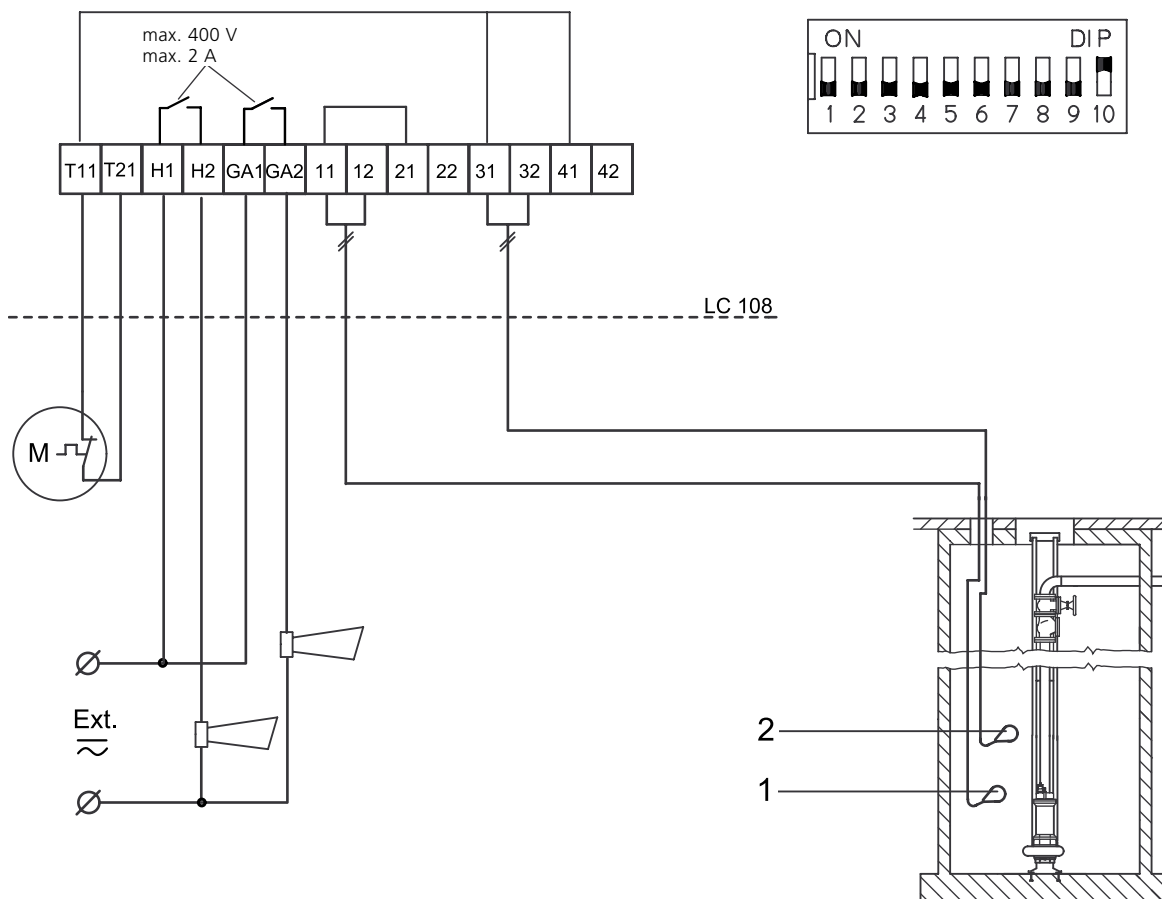 max. 400 V
max. 2 A
ON DIP
1 2 3 4 5 6 7 8 9 10
T11 T21 H1 H2 GA1 GA2 11 12 21 22 31 32 41 42
LC 108
M
Ext.
2
1